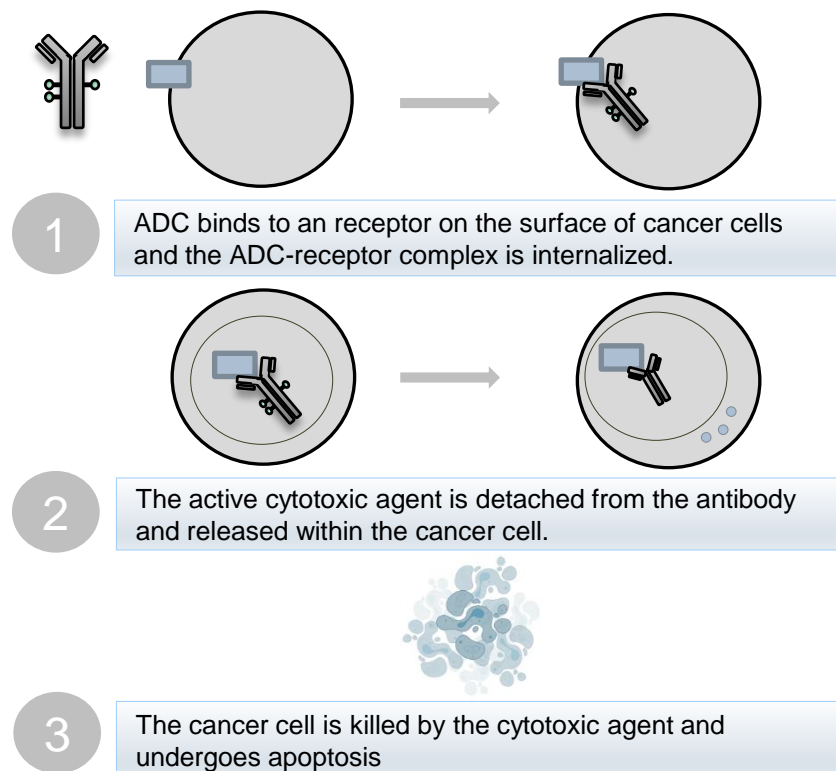 1
ADC binds to an receptor on the surface of cancer cells
and the ADC-receptor complex is internalized.
2
The active cytotoxic agent is detached from the antibody
and released within the cancer cell.
3
The cancer cell is killed by the cytotoxic agent and
undergoes apoptosis